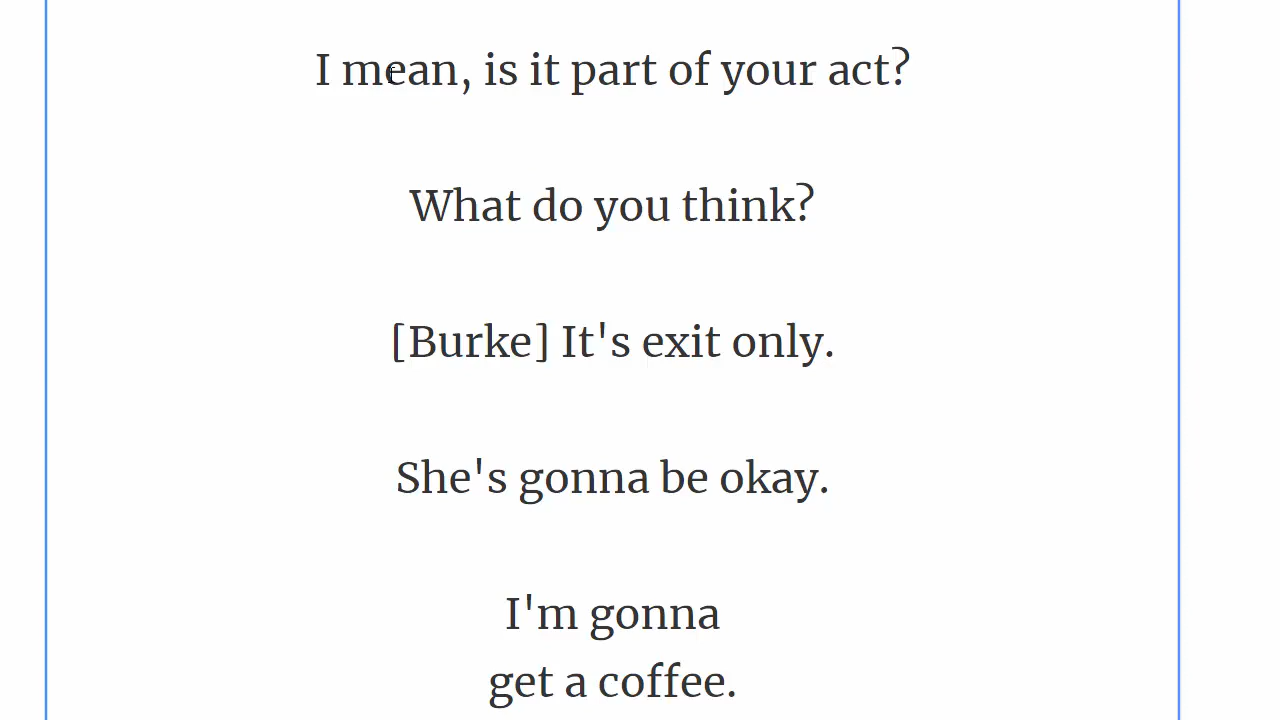 I mean, is it part of your act?
What do you think?
[Burke] It's exit only.
She's gonna be okay.
I'm gonna
get a coffee.